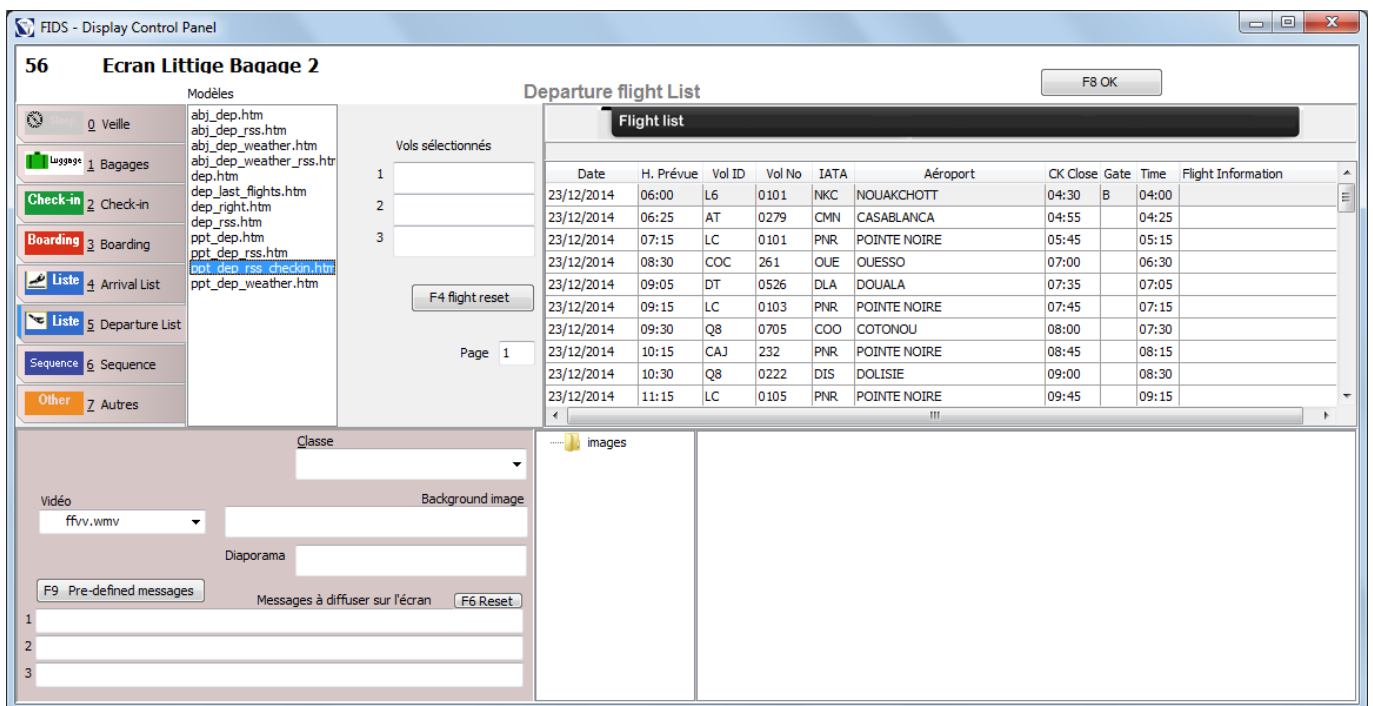 FIDS - Display Control Panel
56 Ecran Littige Bagage 2
F8 OK
Modèles
Departure flight List
0 Veille
Luggage 1 Bagages
Check-in 2 Check-in
Boarding 3 Boarding
Liste 4 Arrival List
Liste 5 Departure List
Sequence 6 Sequence
Other 7 Autres
abj_dep.htm
abj_dep_rss.htm
abj_dep_weather.htm
abj_dep_weather_rss.htr
dep.htm
dep_last_flights.htm
dep_right.htm
dep_rss.htm
ppt_dep.htm
ppt_dep_rss.htm
ppt_dep_rss_checkin.htm
ppt_dep_weather.htm
Vols sélectionnés
1
2
3
F4 flight reset
Page 1
Flight list
Date H. Prévue Vol ID Vol No IATA Aéroport CK Close Gate Time Flight Information
23/12/2014 06:00 L6 0101 NKC NOUAKCHOTT 04:30 B 04:00
23/12/2014 06:25 AT 0279 CMN CASABLANCA 04:55 04:25
23/12/2014 07:15 LC 0101 PNR POINTE NOIRE 05:45 05:15
23/12/2014 08:30 COC 261 OUE OUESSO 07:00 06:30
23/12/2014 09:05 DT 0526 DLA DOUALA 07:35 07:05
23/12/2014 09:15 LC 0103 PNR POINTE NOIRE 07:45 07:15
23/12/2014 09:30 Q8 0705 COO COTONOU 08:00 07:30
23/12/2014 10:15 CAJ 232 PNR POINTE NOIRE 08:45 08:15
23/12/2014 10:30 Q8 0222 DIS DOLISIE 09:00 08:30
23/12/2014 11:15 LC 0105 PNR POINTE NOIRE 09:45 09:15
Classe
Vidéo
ffvv.wmv
Background image
Diaporama
F9 Pre-defined messages
Messages à diffuser sur l'écran
F6 Reset
1
2
3
images